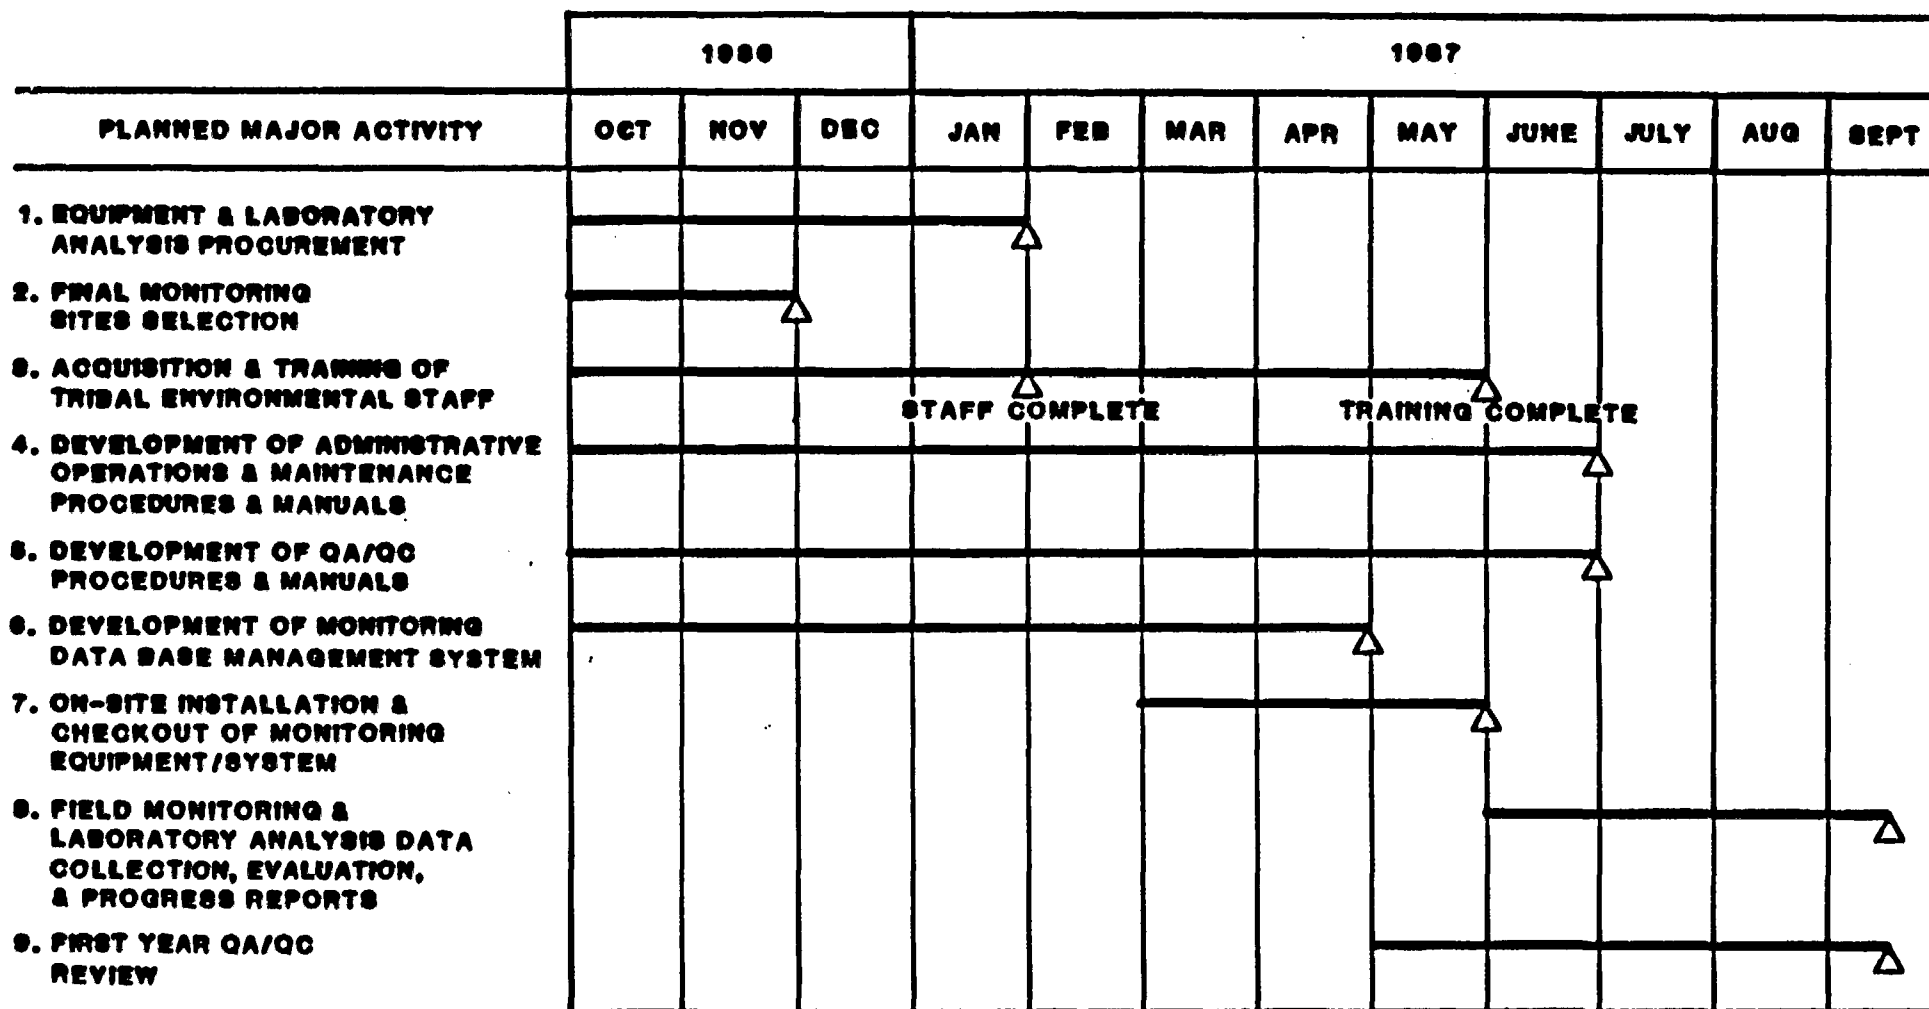 1986 1987
PLANNED MAJOR ACTIVITY OCT NOV DEC JAN FEB MAR APR MAY JUNE JULY AUG SEPT
1. EQUIPMENT & LABORATORY
ANALYSIS PROCUREMENT
2. FINAL MONITORING
SITES SELECTION
3. ACQUISITION & TRAINING OF
TRIBAL ENVIRONMENTAL STAFF
STAFF COMPLETE TRAINING COMPLETE
4. DEVELOPMENT OF ADMINISTRATIVE
OPERATIONS & MAINTENANCE
PROCEDURES & MANUALS
5. DEVELOPMENT OF QA/QC
PROCEDURES & MANUALS
6. DEVELOPMENT OF MONITORING
DATA BASE MANAGEMENT SYSTEM
7. ON-SITE INSTALLATION &
CHECKOUT OF MONITORING
EQUIPMENT/SYSTEM
8. FIELD MONITORING &
LABORATORY ANALYSIS DATA
COLLECTION, EVALUATION,
& PROGRESS REPORTS
9. FIRST YEAR QA/QC
REVIEW